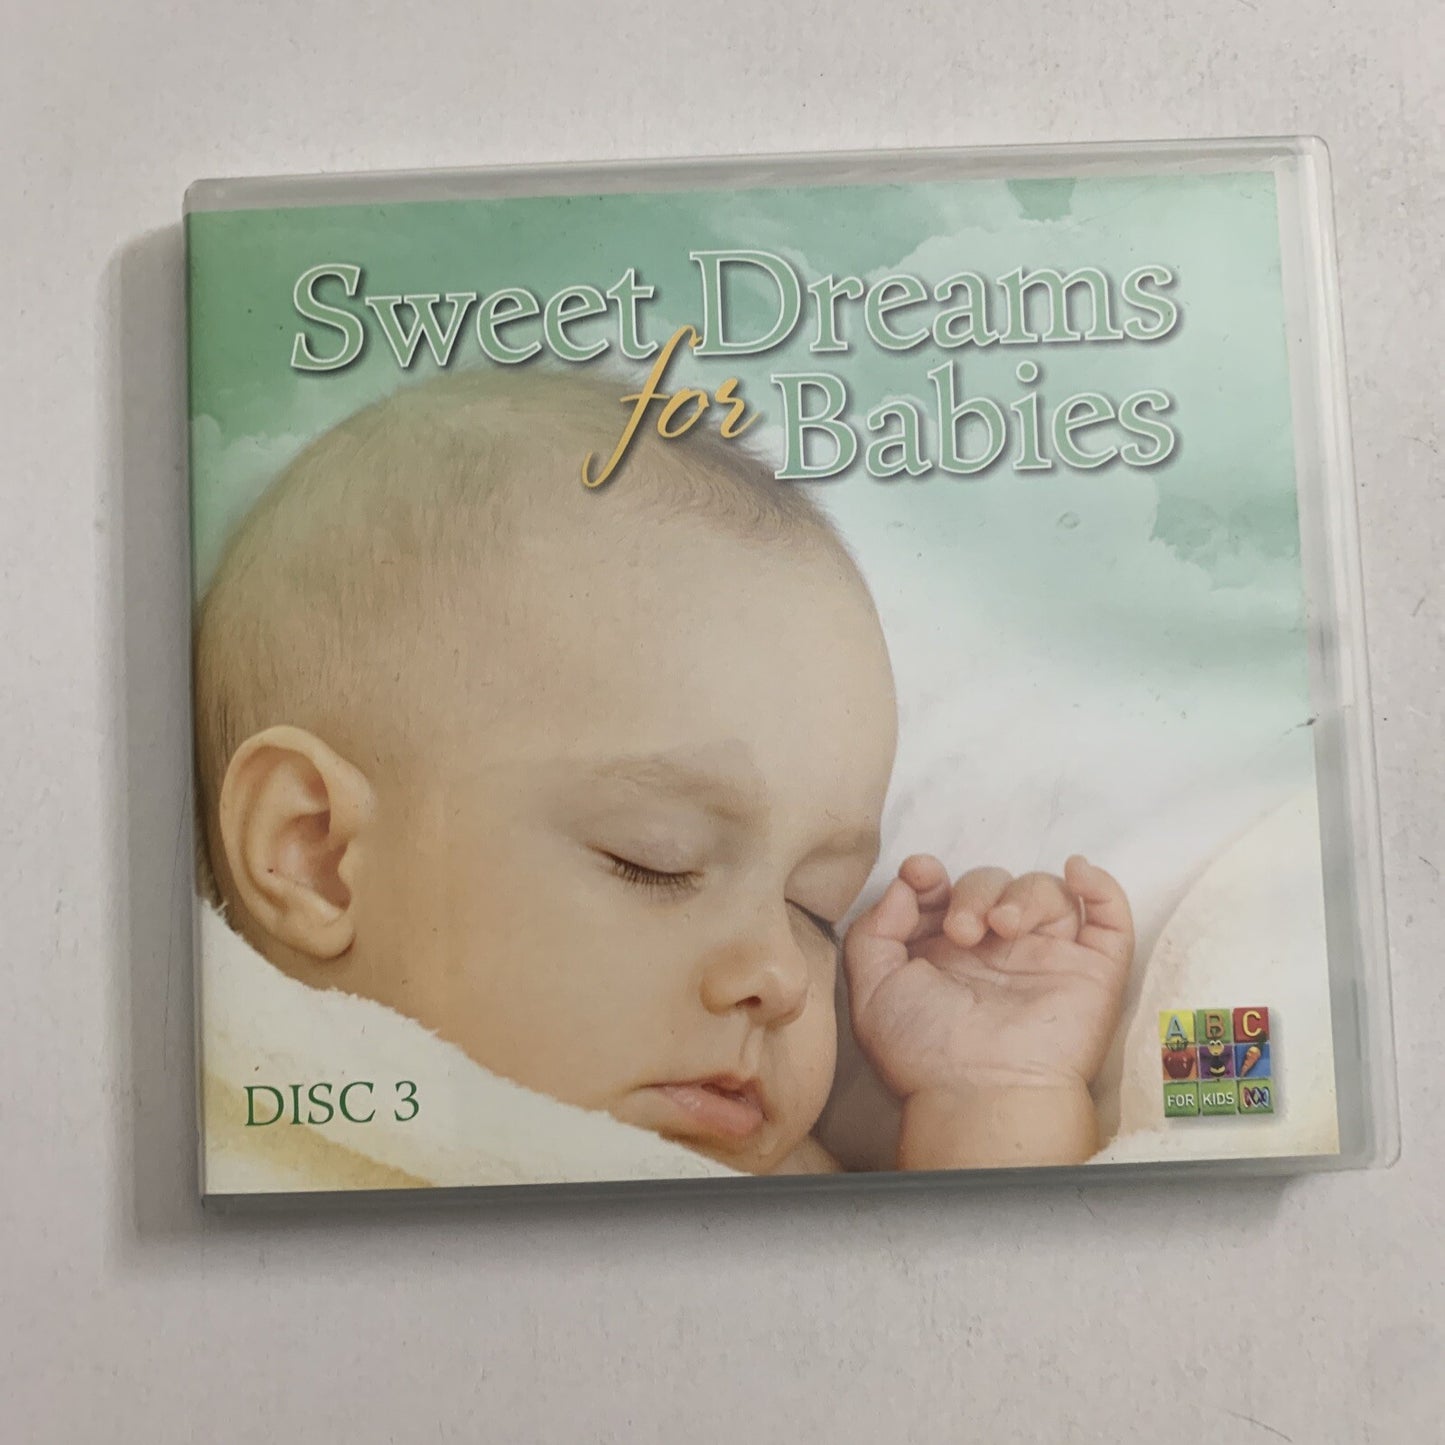 Sweet Dreams
for Babies
DISC 3
A B C
FOR KIDS